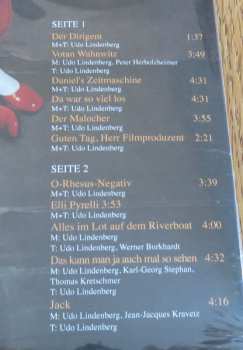 SEITE 1
Der Dirigent 1:37
M+T: Udo Lindenberg
Votan Wahnwitz 5:49
M: Udo Lindenberg, Peter Herbolzheimer
T: Udo Lindenberg
Daniel's Zeitmaschine 4:31
M+T: Udo Lindenberg
Da war so viel los 4:31
M+T: Udo Lindenberg
Der Malocher 3:55
M+T: Udo Lindenberg
Guten Tag, Herr Filmproduzent 2:21
M+T: Udo Lindenberg
SEITE 2
O-Rhesus-Negativ 3:39
M+T: Udo Lindenberg
Elli Pyrelli 3:53
M+T: Udo Lindenberg
Alles im Lot auf dem Riverboat 4:00
M: Udo Lindenberg
T: Udo Lindenberg, Werner Burkhardt
Das kann man ja auch mal so sehen 4:32
M: Udo Lindenberg, Karl-Georg Stephan,
Thomas Kretschmer
T: Udo Lindenberg
Jack 4:16
M: Udo Lindenberg, Jean-Jacques Kravetz
T: Udo Lindenberg